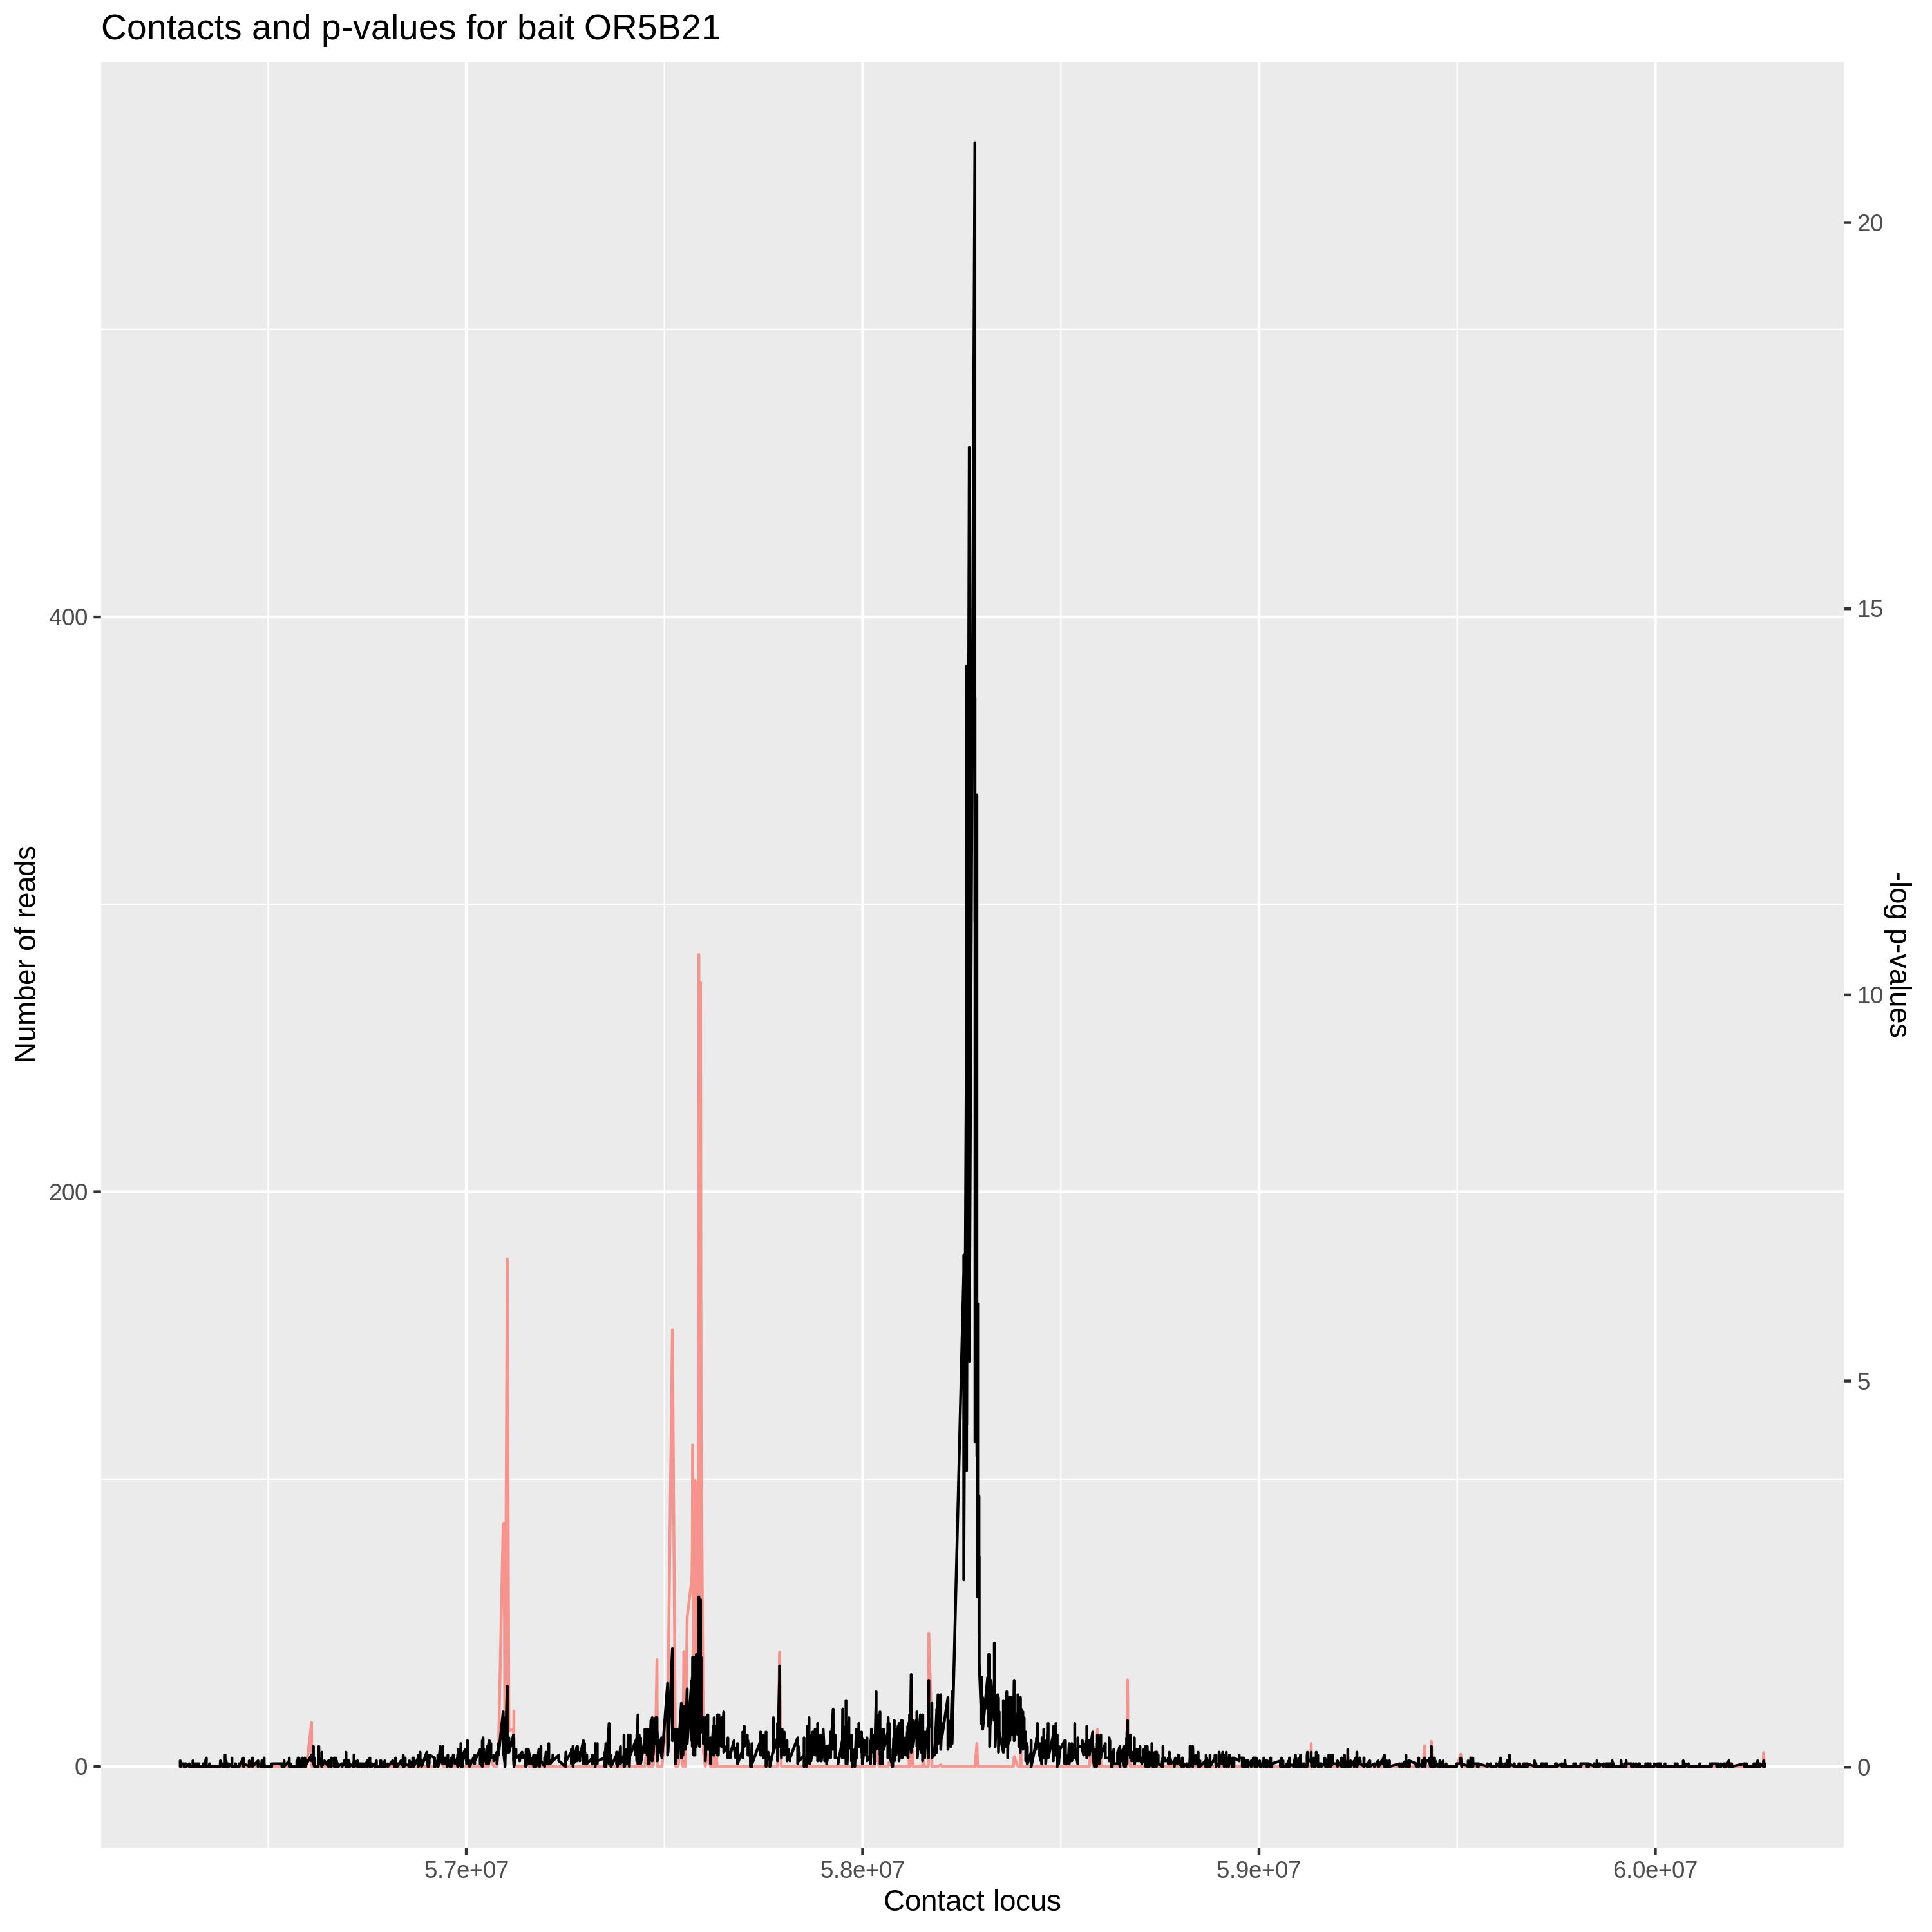 Contacts and p-values for bait OR5B21
Number of reads
400
200
0
20
15
10
5
0
-log p-values
5.7e+07
5.8e+07
5.9e+07
6.0e+07
Contact locus